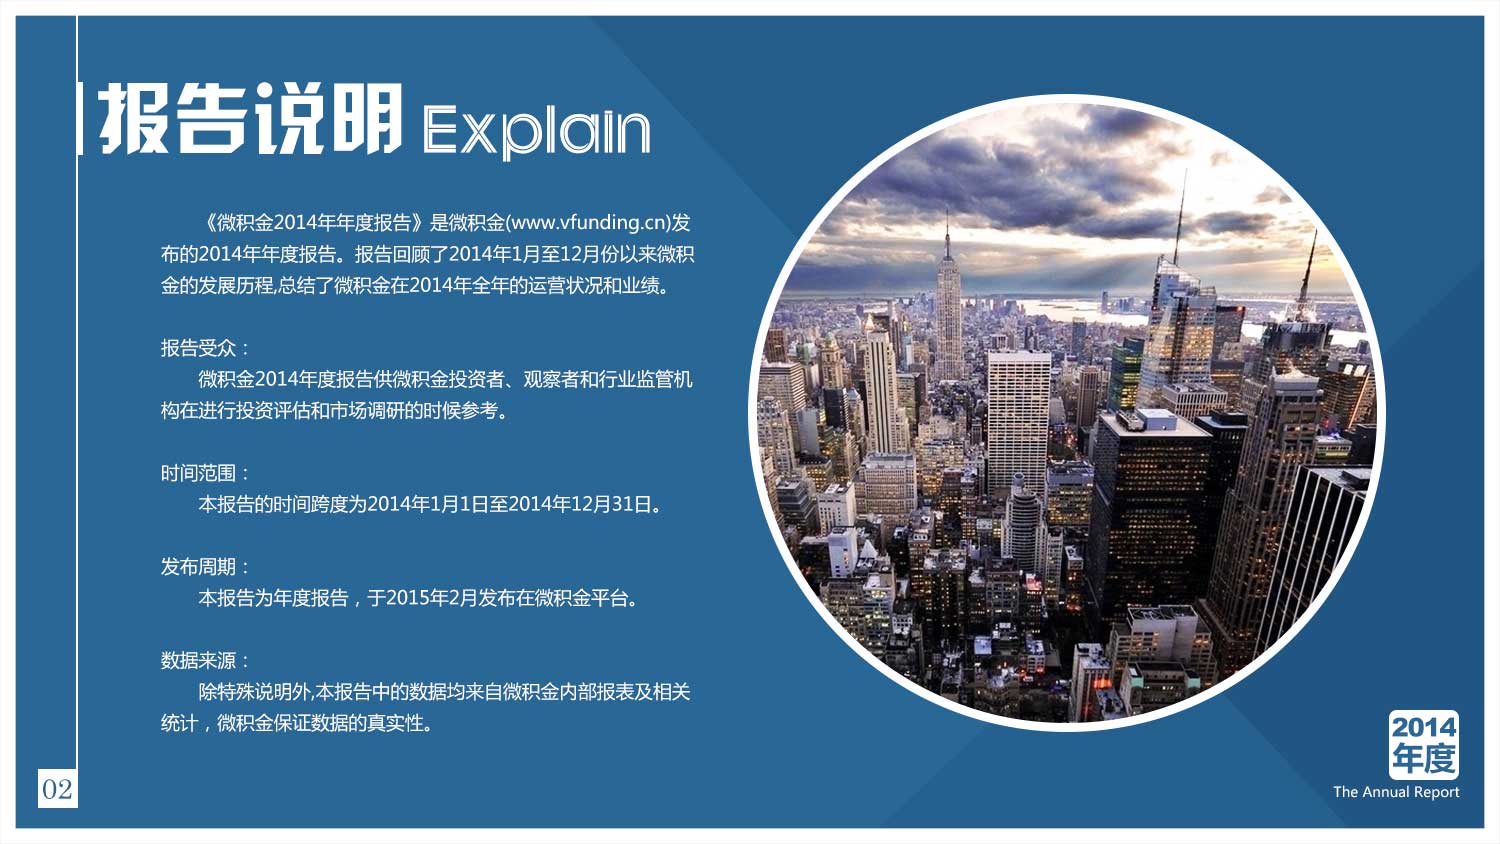 报告说明 Explain
《微积金2014年年度报告》是微积金(www.vfunding.cn)发
布的2014年年度报告。报告回顾了2014年1月至12月份以来微积
金的发展历程,总结了微积金在2014年全年的运营状况和业绩。
报告受众：
微积金2014年度报告供微积金投资者、观察者和行业监管机
构在进行投资评估和市场调研的时候参考。
时间范围：
本报告的时间跨度为2014年1月1日至2014年12月31日。
发布周期：
本报告为年度报告，于2015年2月发布在微积金平台。
数据来源：
除特殊说明外,本报告中的数据均来自微积金内部报表及相关
统计，微积金保证数据的真实性。
02
2014
年度
The Annual Report